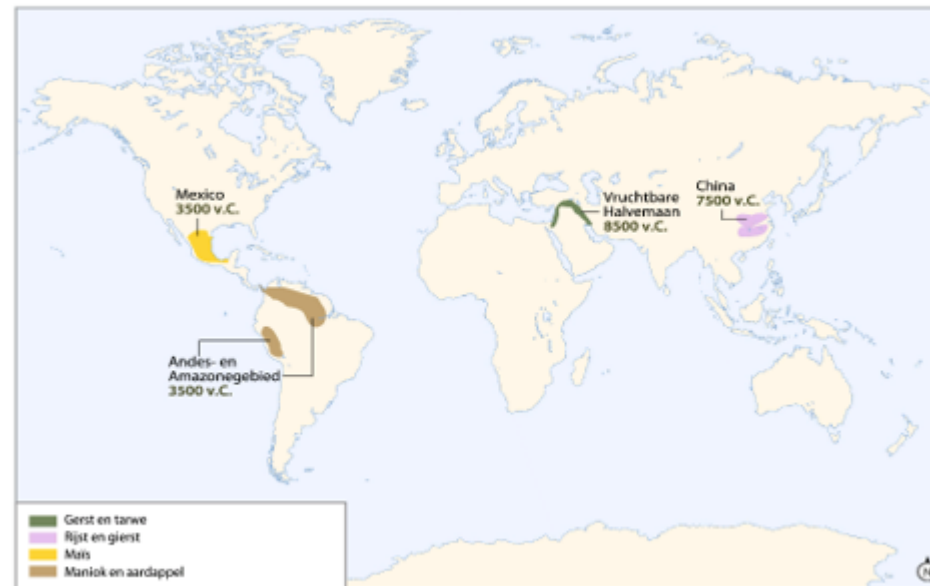 Mexico
3500 v.C.
Vruchtbare
Halvemaan
8500 v.C.
China
7500 v.C.
Andes- en
Amazonegebied
3500 v.C.
Gerst en tarwe
Rijst en gierst
Maïs
Maniok en aardappel
N